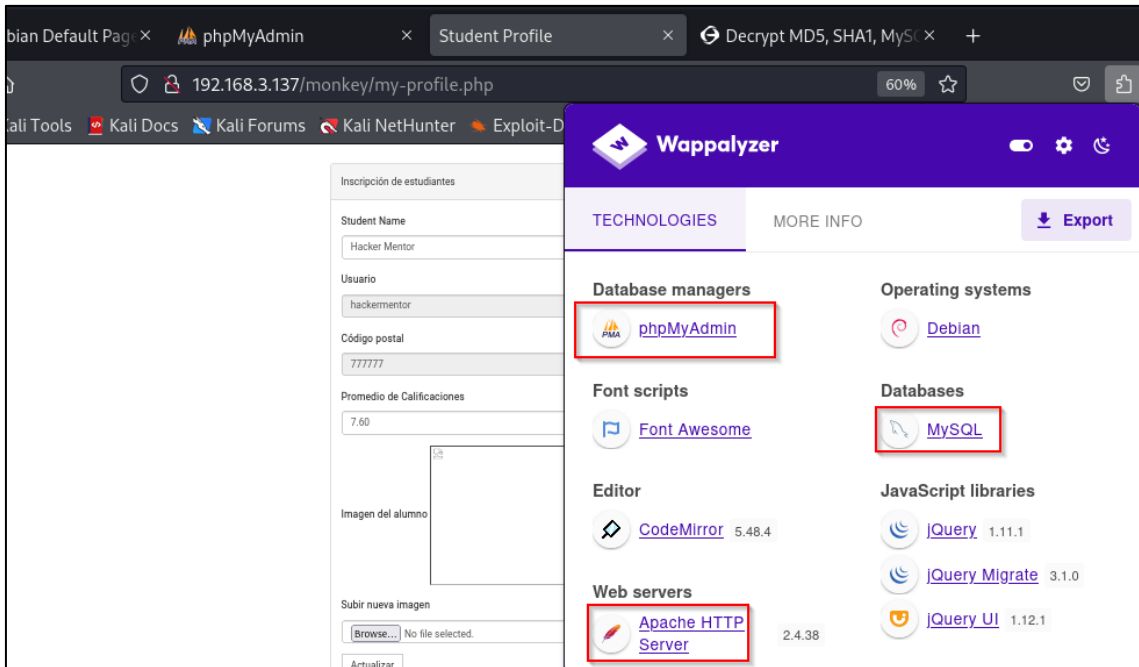 bian Default Pag
phpMyAdmin
Student Profile
Decrypt MD5, SHA1, MyS
192.168.3.137/monkey/my-profile.php
60%
Kali Tools
Kali Docs
Kali Forums
Kali NetHunter
Exploit-D
Wappalyzer
TECHNOLOGIES
MORE INFO
Export
Inscripción de estudiantes
Student Name
Hacker Mentor
Usuario
hackermentor
Código postal
777777
Promedio de Calificaciones
7.60
Imagen del alumno
Subir nueva imagen
Browse... No file selected.
Actualizar
Database managers
PMA
phpMyAdmin
Operating systems
Debian
Font scripts
Font Awesome
Databases
MySQL
Editor
CodeMirror 5.48.4
JavaScript libraries
jQuery 1.11.1
jQuery Migrate 3.1.0
jQuery UI 1.12.1
Web servers
Apache HTTP
Server
2.4.38